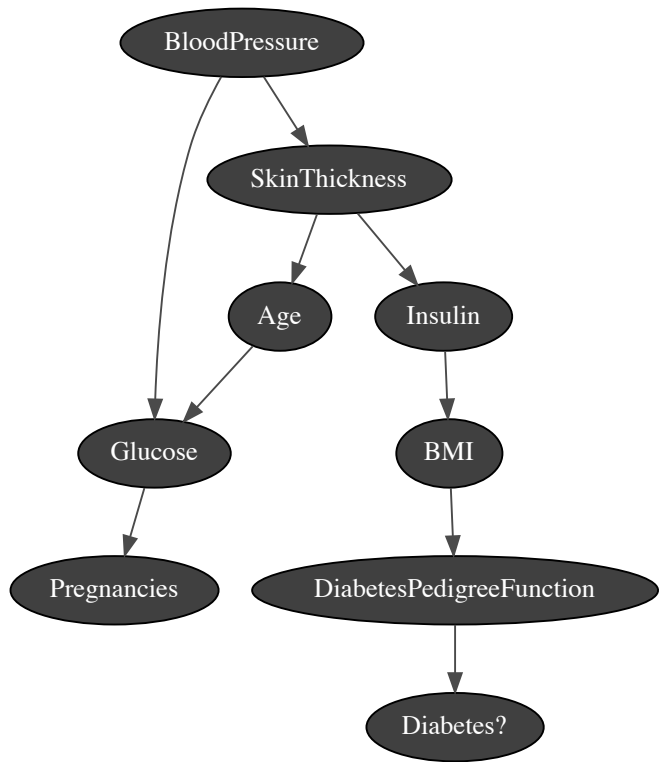 BloodPressure
SkinThickness
Age
Insulin
Glucose
BMI
Pregnancies
DiabetesPedigreeFunction
Diabetes?